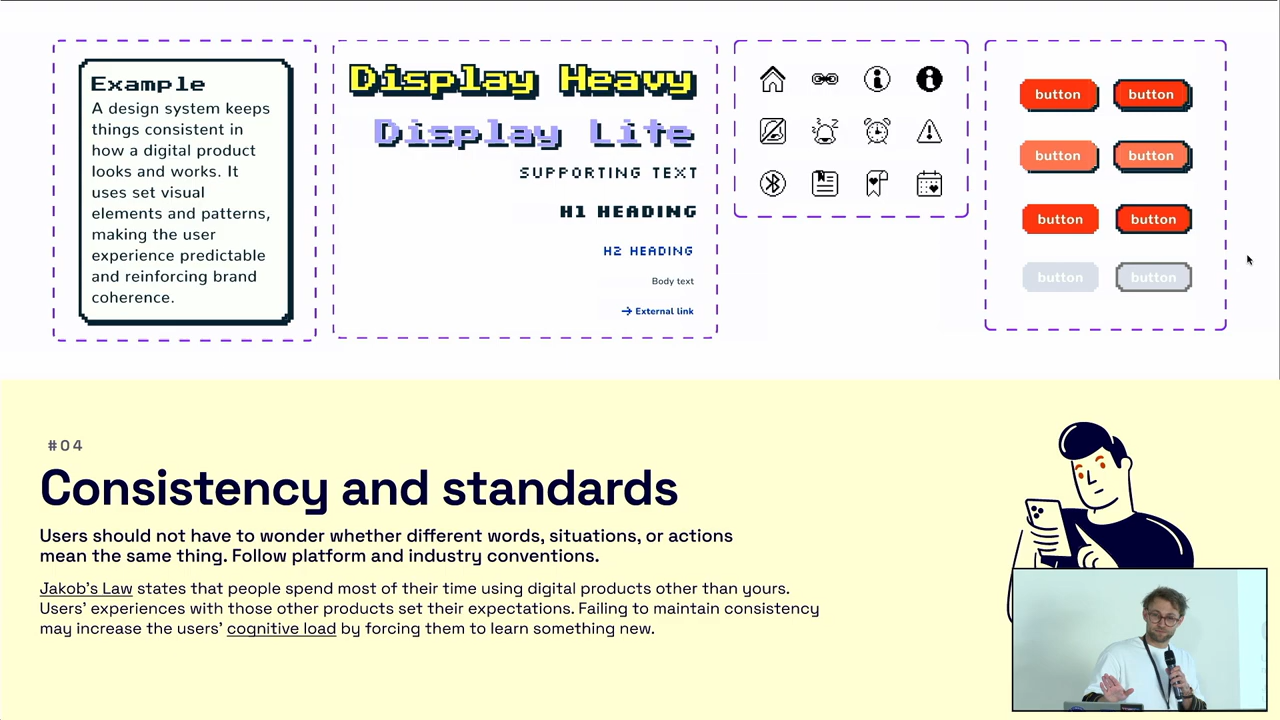 Example
A design system keeps
things consistent in
how a digital product
looks and works. It
uses set visual
elements and patterns,
making the user
experience predictable
and reinforcing brand
coherence.
Display Heavy
Display Lite
SUPPORTING TEXT
H1 HEADING
H2 HEADING
Body text
→ External link
button button
button button
button button
button button
#04
Consistency and standards
Users should not have to wonder whether different words, situations, or actions
mean the same thing. Follow platform and industry conventions.
Jakob's Law states that people spend most of their time using digital products other than yours.
Users' experiences with those other products set their expectations. Failing to maintain consistency
may increase the users' cognitive load by forcing them to learn something new.